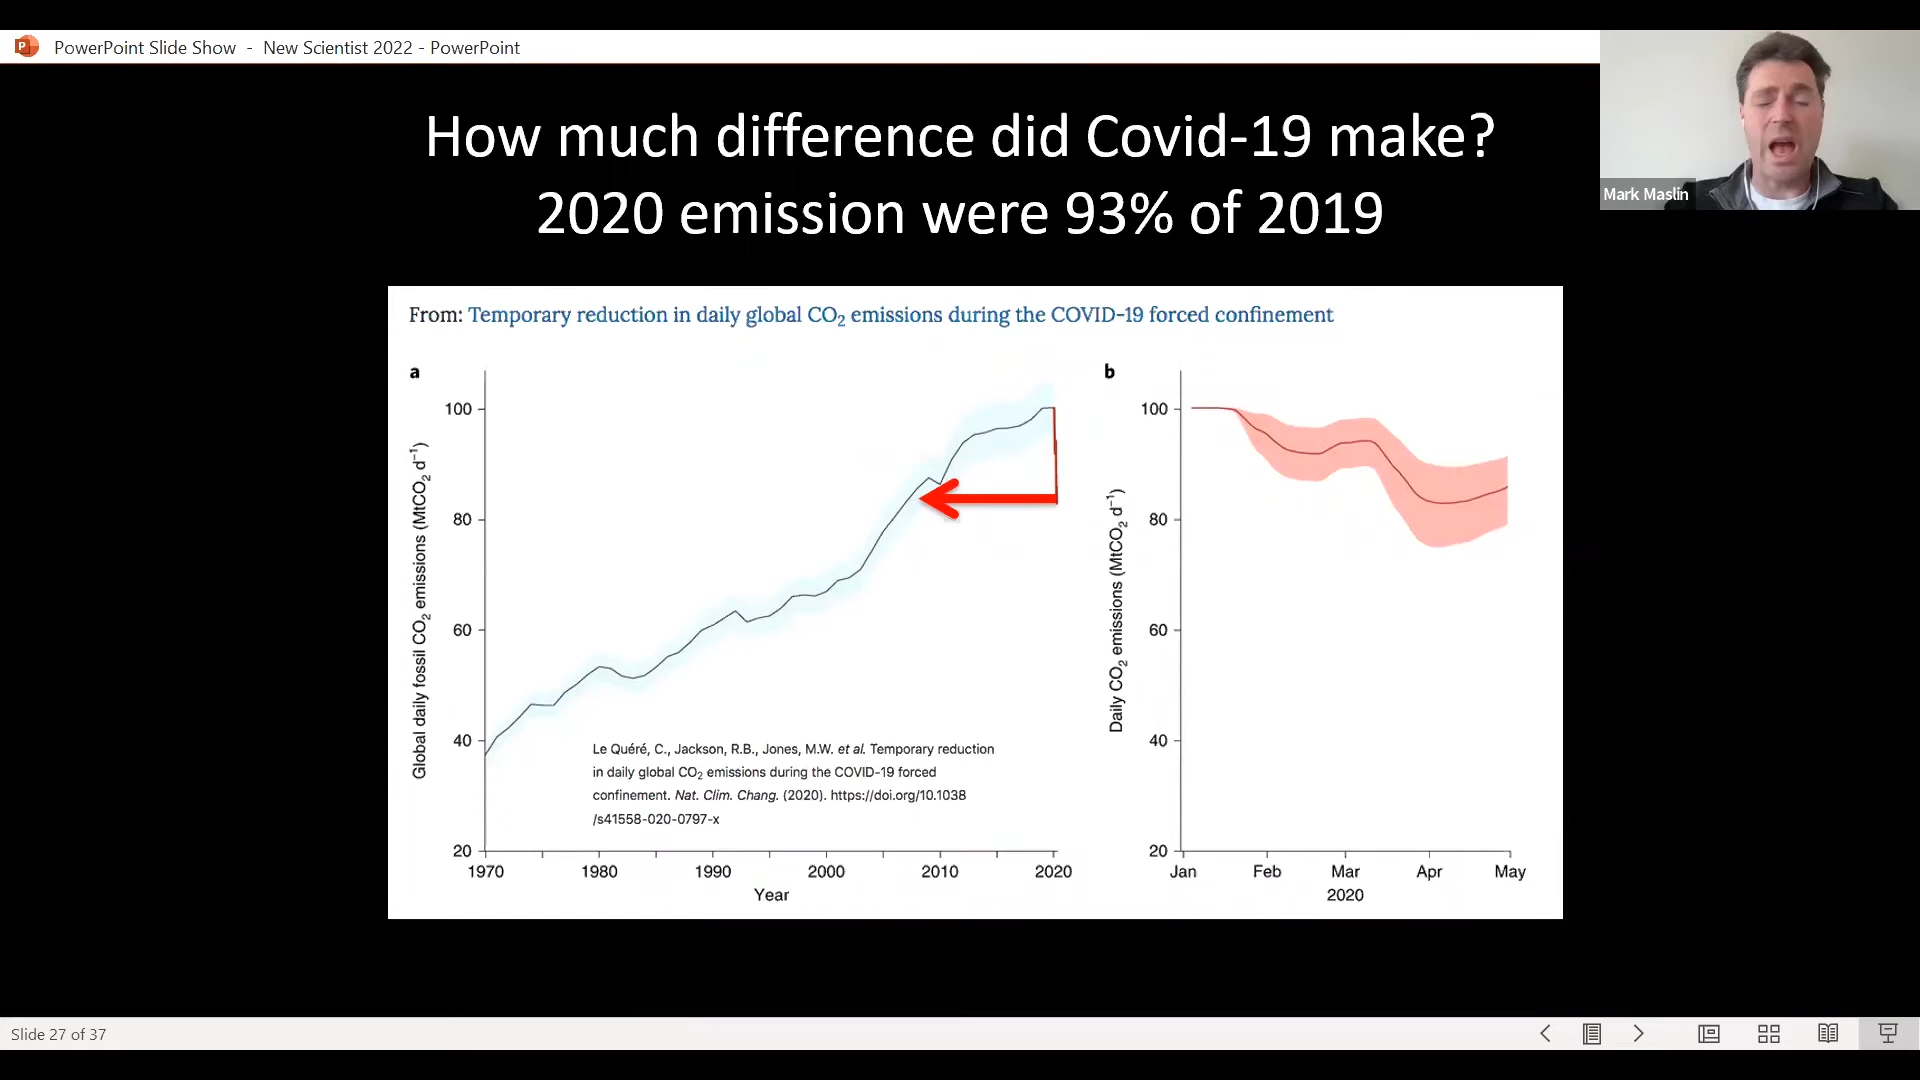 PowerPoint Slide Show - New Scientist 2022 - PowerPoint
Mark Maslin
How much difference did Covid-19 make?
2020 emission were 93% of 2019
From: Temporary reduction in daily global CO₂ emissions during the COVID-19 forced confinement
a
Global daily fossil CO₂ emissions (MtCO₂ d⁻¹)
100
80
60
40
20
1970 1980 1990 2000 2010 2020
Year
Le Quéré, C., Jackson, R.B., Jones, M.W. et al. Temporary reduction
in daily global CO₂ emissions during the COVID-19 forced
confinement. Nat. Clim. Chang. (2020). https://doi.org/10.1038
/s41558-020-0797-x
b
Daily CO₂ emissions (MtCO₂ d⁻¹)
100
80
60
40
20
Jan Feb Mar Apr May
2020
Slide 27 of 37